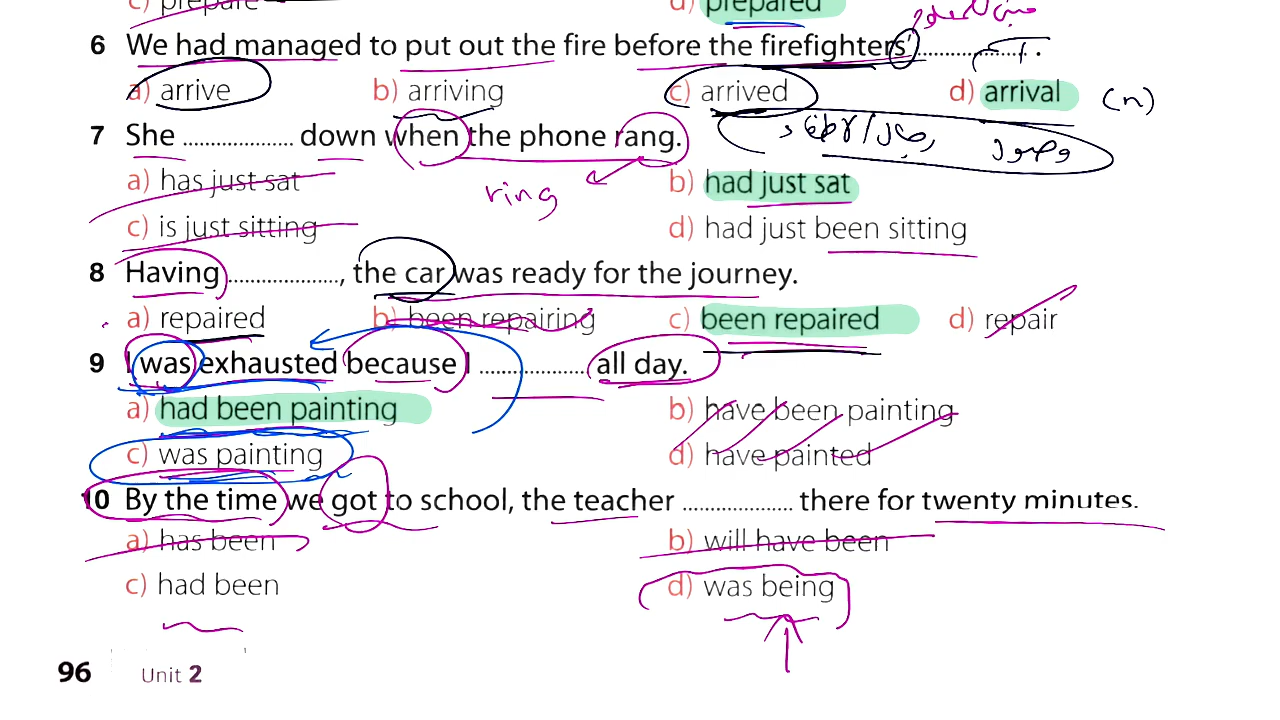 c) prepare d) prepared
6 We had managed to put out the fire before the firefighters' .................... .
a) arrive b) arriving c) arrived d) arrival (n)
وصول رجال الاطفاء
7 She .................... down when the phone rang.
a) has just sat b) had just sat
ring
c) is just sitting d) had just been sitting
8 Having ...................., the car was ready for the journey.
a) repaired b) been repairing c) been repaired d) repair
9 I was exhausted because I .................... all day.
a) had been painting b) have been painting
c) was painting d) have painted
10 By the time we got to school, the teacher .................... there for twenty minutes.
a) has been b) will have been
c) had been d) was being
96 Unit 2